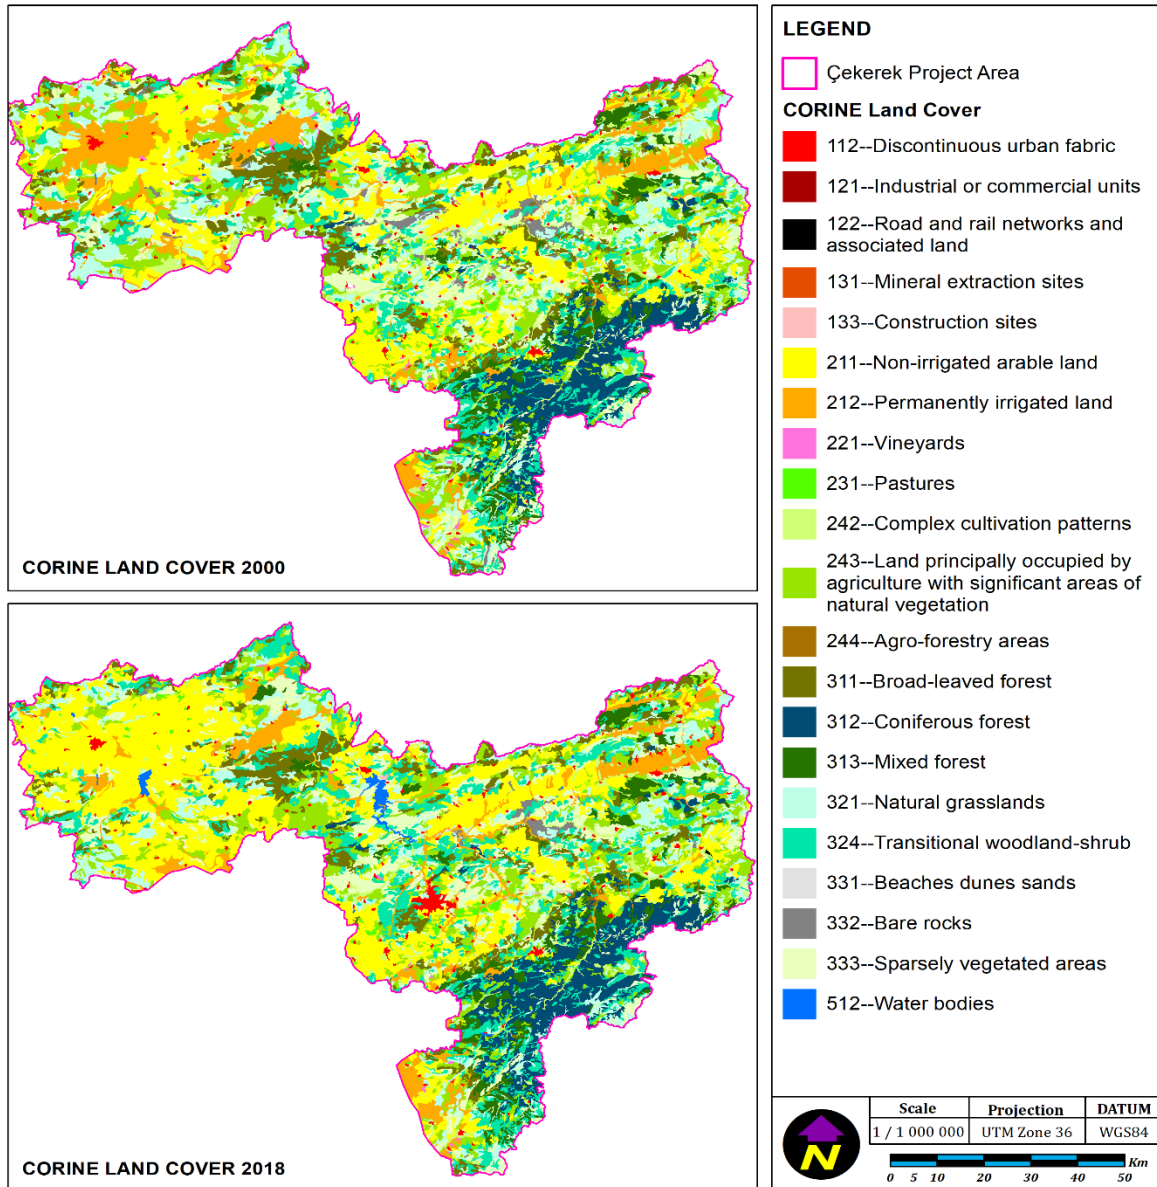 CORINE LAND COVER 2000
CORINE LAND COVER 2018
LEGEND
Çekerek Project Area
CORINE Land Cover
112--Discontinuous urban fabric
121--Industrial or commercial units
122--Road and rail networks and
associated land
131--Mineral extraction sites
133--Construction sites
211--Non-irrigated arable land
212--Permanently irrigated land
221--Vineyards
231--Pastures
242--Complex cultivation patterns
243--Land principally occupied by
agriculture with significant areas of
natural vegetation
244--Agro-forestry areas
311--Broad-leaved forest
312--Coniferous forest
313--Mixed forest
321--Natural grasslands
324--Transitional woodland-shrub
331--Beaches dunes sands
332--Bare rocks
333--Sparsely vegetated areas
512--Water bodies
N
Scale Projection DATUM
1 / 1 000 000 UTM Zone 36 WGS84
Km
0 5 10 20 30 40 50